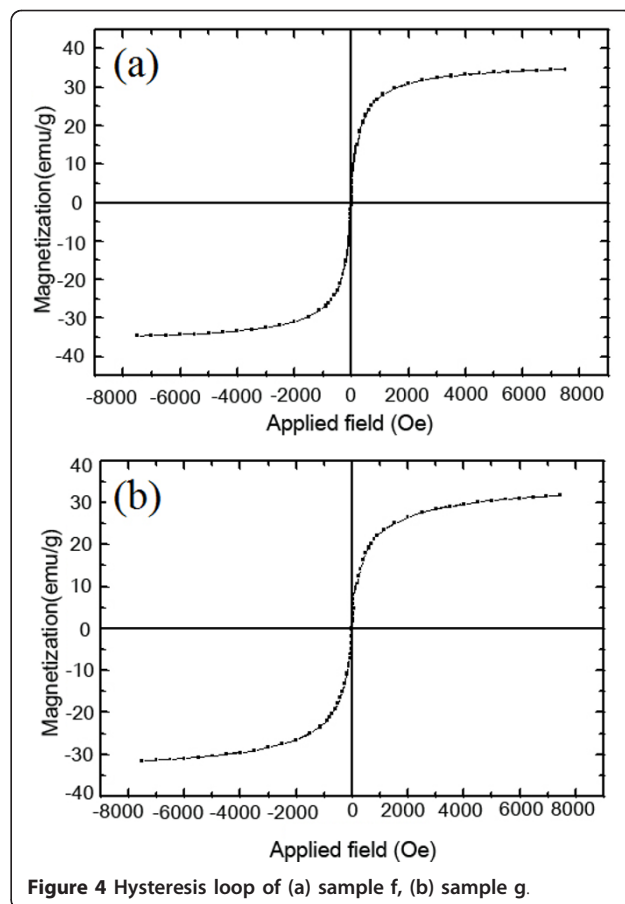 (a)
40
30
20
10
0
-10
-20
-30
-40
Magnetization(emu/g)
-8000 -6000 -4000 -2000 0 2000 4000 6000 8000
Applied field (Oe)
(b)
40
30
20
10
0
-10
-20
-30
-40
Magnetization(emu/g)
-8000 -6000 -4000 -2000 0 2000 4000 6000 8000
Applied field (Oe)
Figure 4 Hysteresis loop of (a) sample f, (b) sample g.